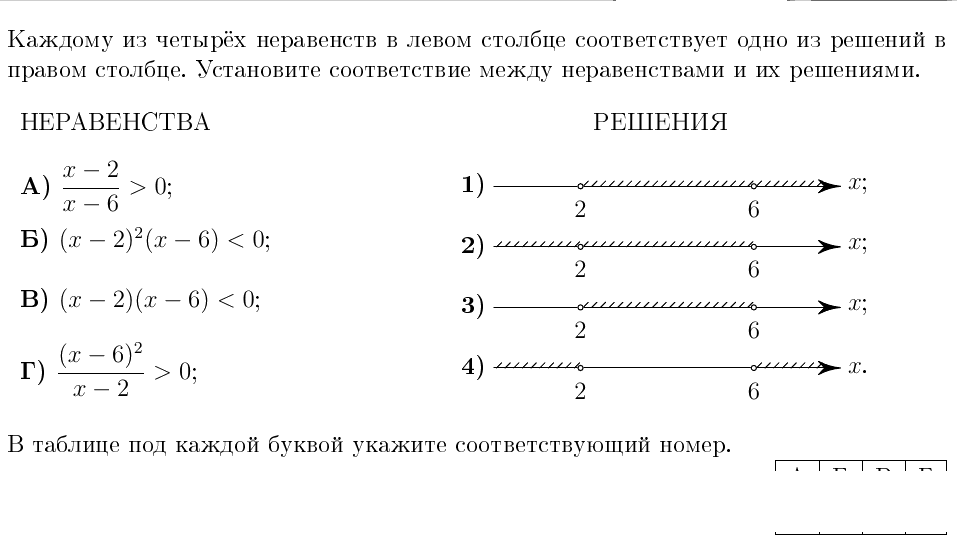 Каждому из четырёх неравенств в левом столбце соответствует одно из решений в
правом столбце. Установите соответствие между неравенствами и их решениями.
НЕРАВЕНСТВА
РЕШЕНИЯ
А) (x − 2)/(x − 6) > 0;
Б) (x − 2)²(x − 6) < 0;
В) (x − 2)(x − 6) < 0;
Г) (x − 6)²/(x − 2) > 0;
1) x;
2 6
2) x;
2 6
3) x;
2 6
4) x.
2 6
В таблице под каждой буквой укажите соответствующий номер.